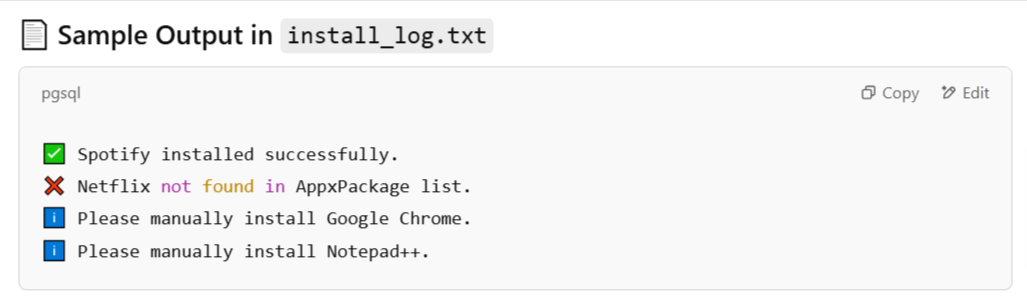 📄 Sample Output in install_log.txt
pgsql Copy Edit
✅ Spotify installed successfully.
❌ Netflix not found in AppxPackage list.
ℹ️ Please manually install Google Chrome.
ℹ️ Please manually install Notepad++.